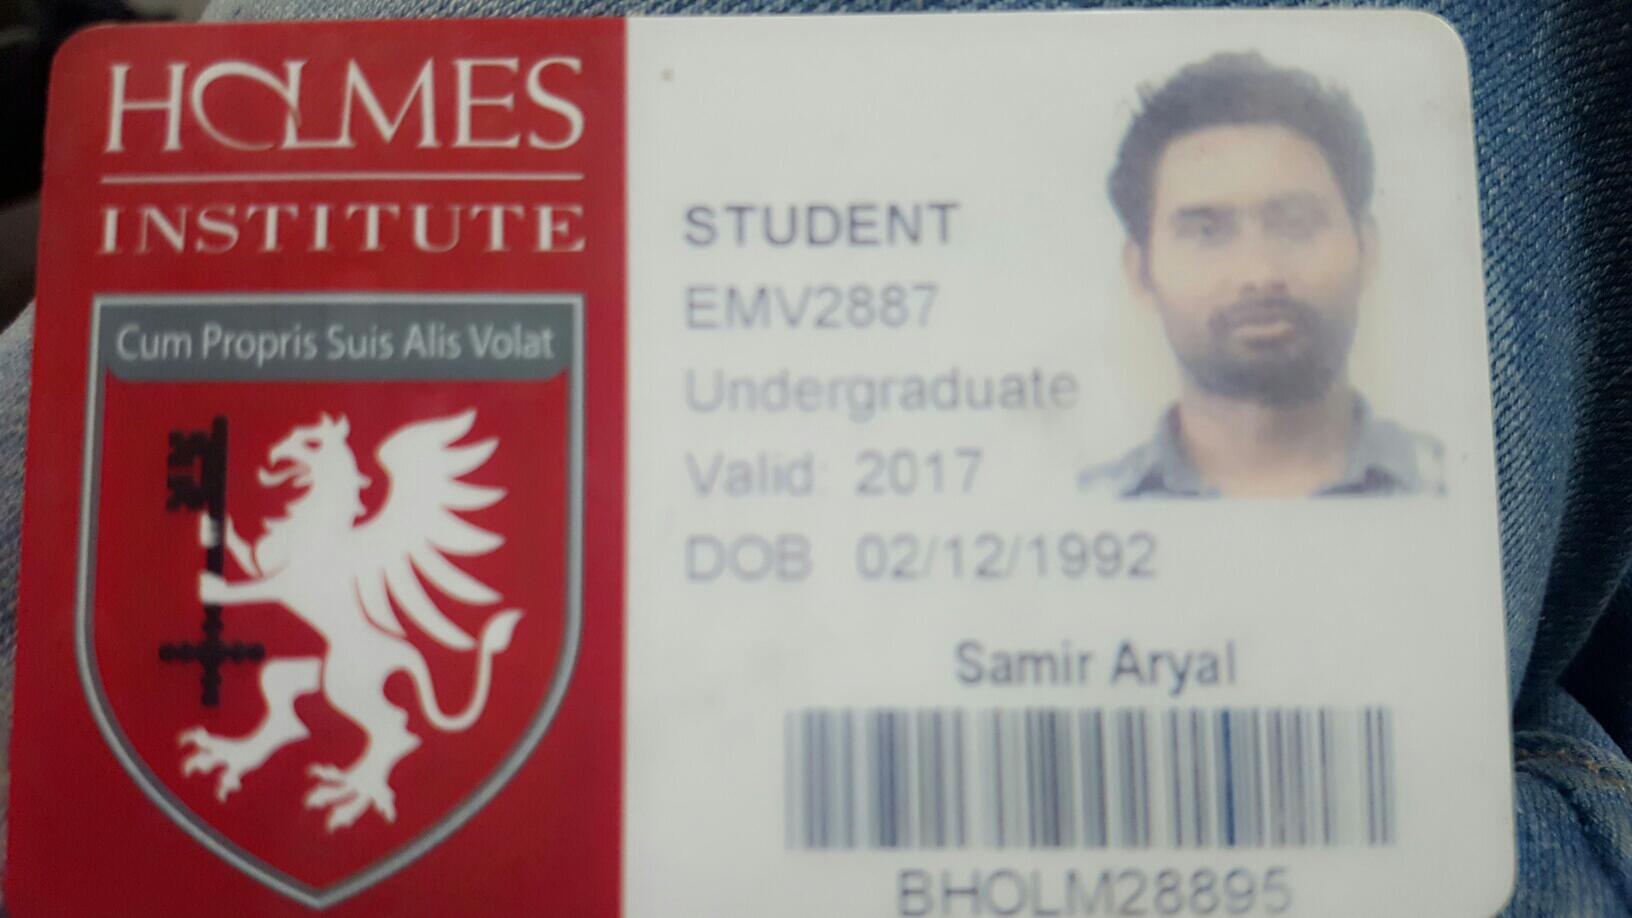 HOLMES
INSTITUTE
Cum Propris Suis Alis Volat
STUDENT
EMV2887
Undergraduate
Valid: 2017
DOB 02/12/1992
Samir Aryal
BHOLM28895